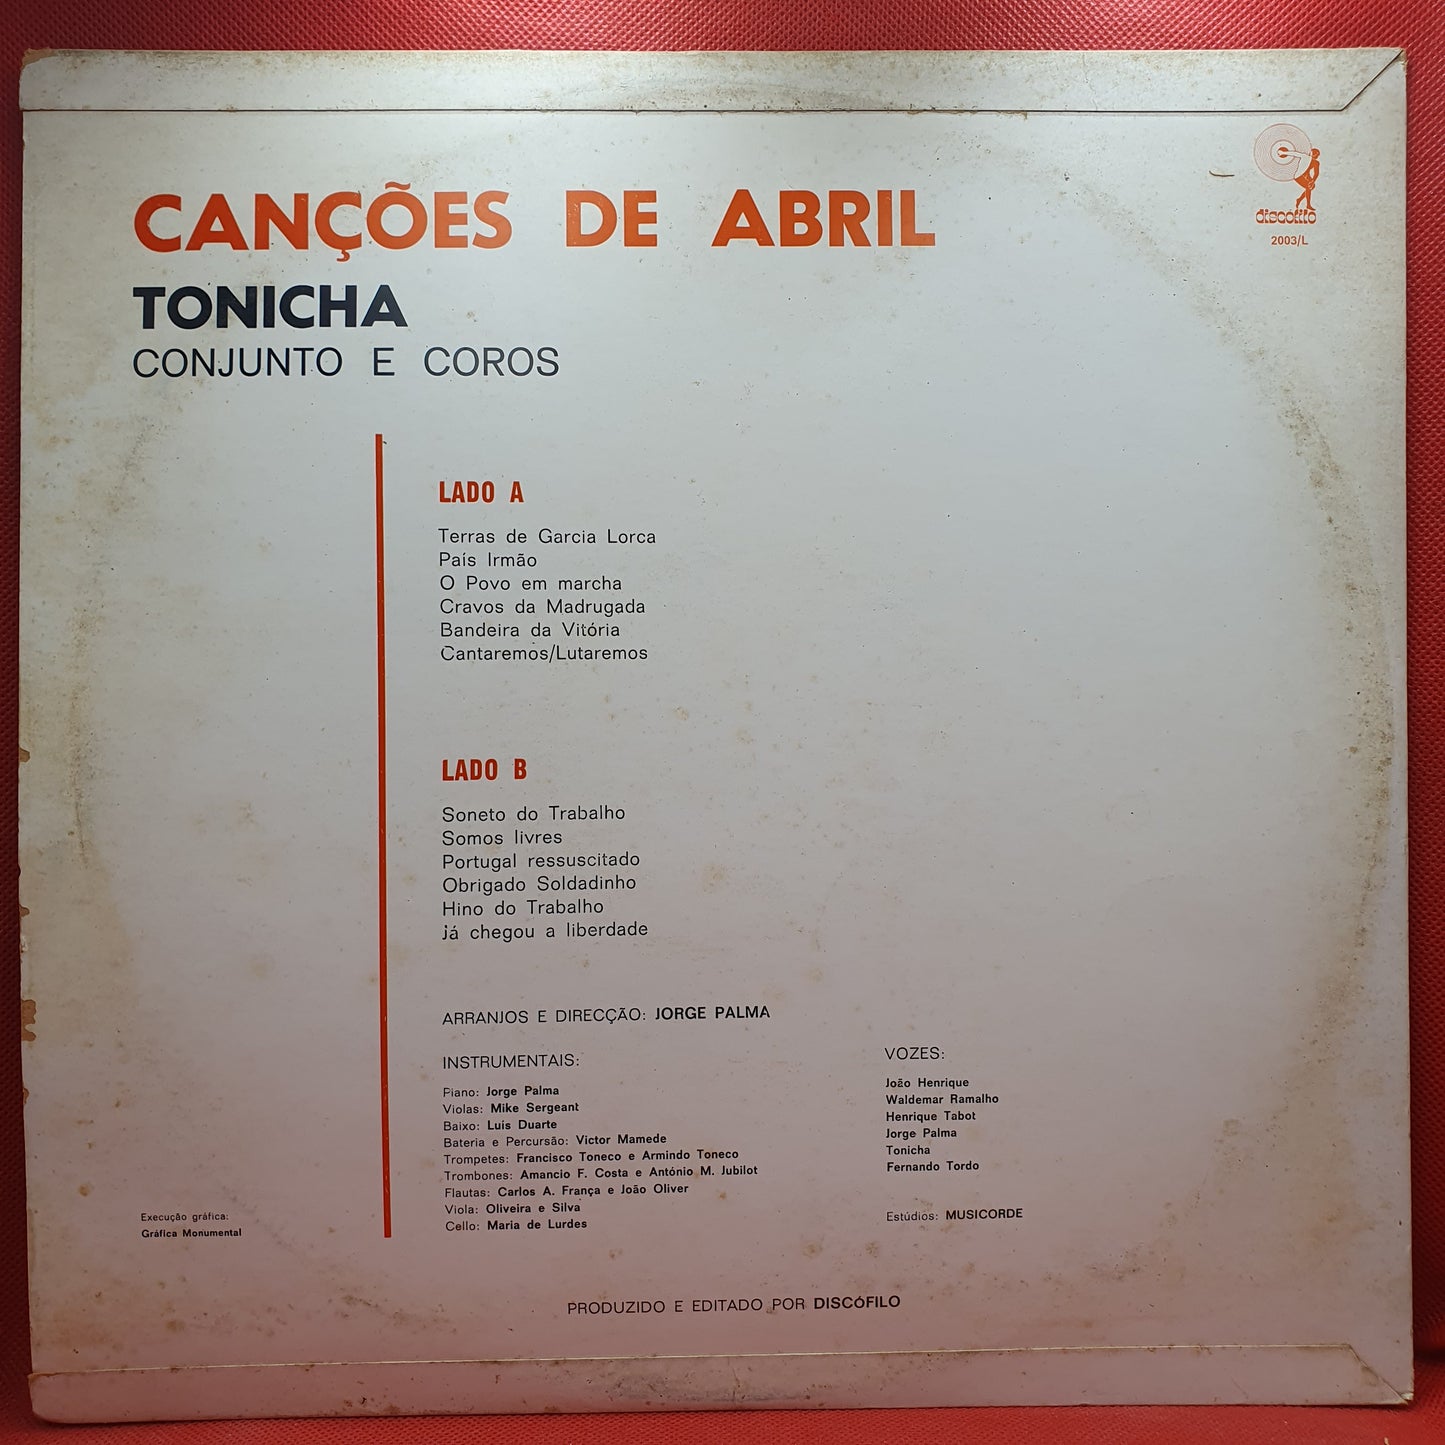 discófilo
2003/L
CANÇÕES DE ABRIL
TONICHA
CONJUNTO E COROS
LADO A
Terras de Garcia Lorca
País Irmão
O Povo em marcha
Cravos da Madrugada
Bandeira da Vitória
Cantaremos/Lutaremos
LADO B
Soneto do Trabalho
Somos livres
Portugal ressuscitado
Obrigado Soldadinho
Hino do Trabalho
já chegou a liberdade
ARRANJOS E DIRECÇÃO: JORGE PALMA
INSTRUMENTAIS:
Piano: Jorge Palma
Violas: Mike Sergeant
Baixo: Luís Duarte
Bateria e Percursão: Victor Mamede
Trompetes: Francisco Toneco e Armindo Toneco
Trombones: Amancio F. Costa e António M. Jubilot
Flautas: Carlos A. França e João Oliver
Viola: Oliveira e Silva
Cello: Maria de Lurdes
VOZES:
João Henrique
Waldemar Ramalho
Henrique Tabot
Jorge Palma
Tonicha
Fernando Tordo
Estúdios: MUSICORDE
Execução gráfica:
Gráfica Monumental
PRODUZIDO E EDITADO POR DISCóFILO